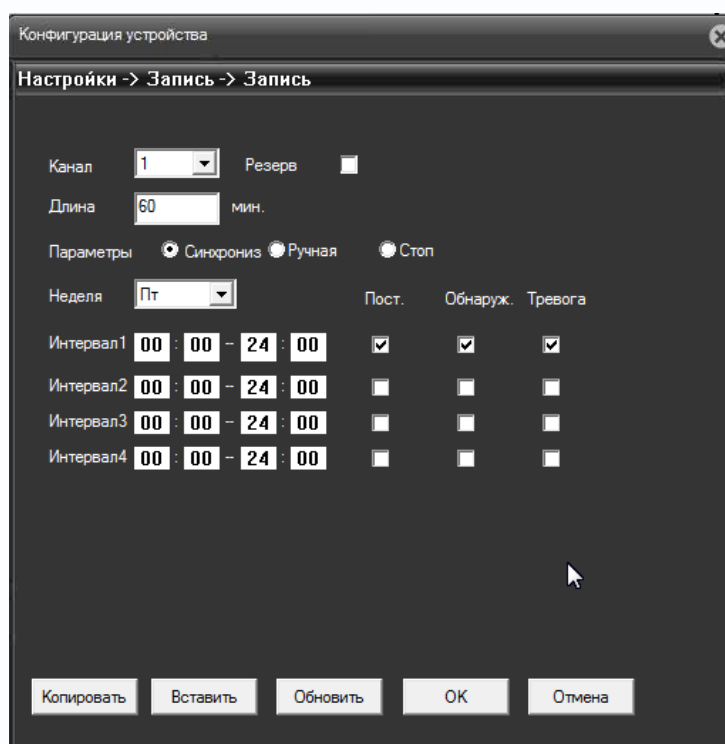 Конфигурация устройства
Настройки -> Запись -> Запись
Канал 1 Резерв
Длина 60 мин.
Параметры Синхрониз Ручная Стоп
Неделя Пт Пост. Обнаруж. Тревога
Интервал1 00 : 00 - 24 : 00
Интервал2 00 : 00 - 24 : 00
Интервал3 00 : 00 - 24 : 00
Интервал4 00 : 00 - 24 : 00
Копировать Вставить Обновить OK Отмена